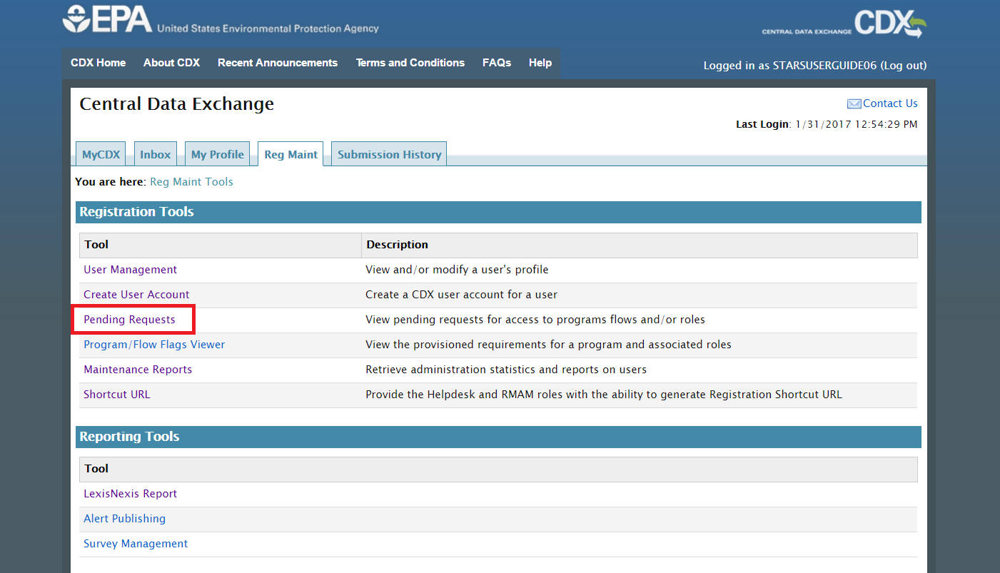 EPA United States Environmental Protection Agency
CENTRAL DATA EXCHANGE CDX
CDX Home About CDX Recent Announcements Terms and Conditions FAQs Help
Logged in as STARSUSERGUIDE06 (Log out)
Central Data Exchange
Contact Us
Last Login: 1/31/2017 12:54:29 PM
MyCDX Inbox My Profile Reg Maint Submission History
You are here: Reg Maint Tools
Registration Tools
Tool Description
User Management View and/or modify a user's profile
Create User Account Create a CDX user account for a user
Pending Requests View pending requests for access to programs flows and/or roles
Program/Flow Flags Viewer View the provisioned requirements for a program and associated roles
Maintenance Reports Retrieve administration statistics and reports on users
Shortcut URL Provide the Helpdesk and RMAM roles with the ability to generate Registration Shortcut URL
Reporting Tools
Tool
LexisNexis Report
Alert Publishing
Survey Management